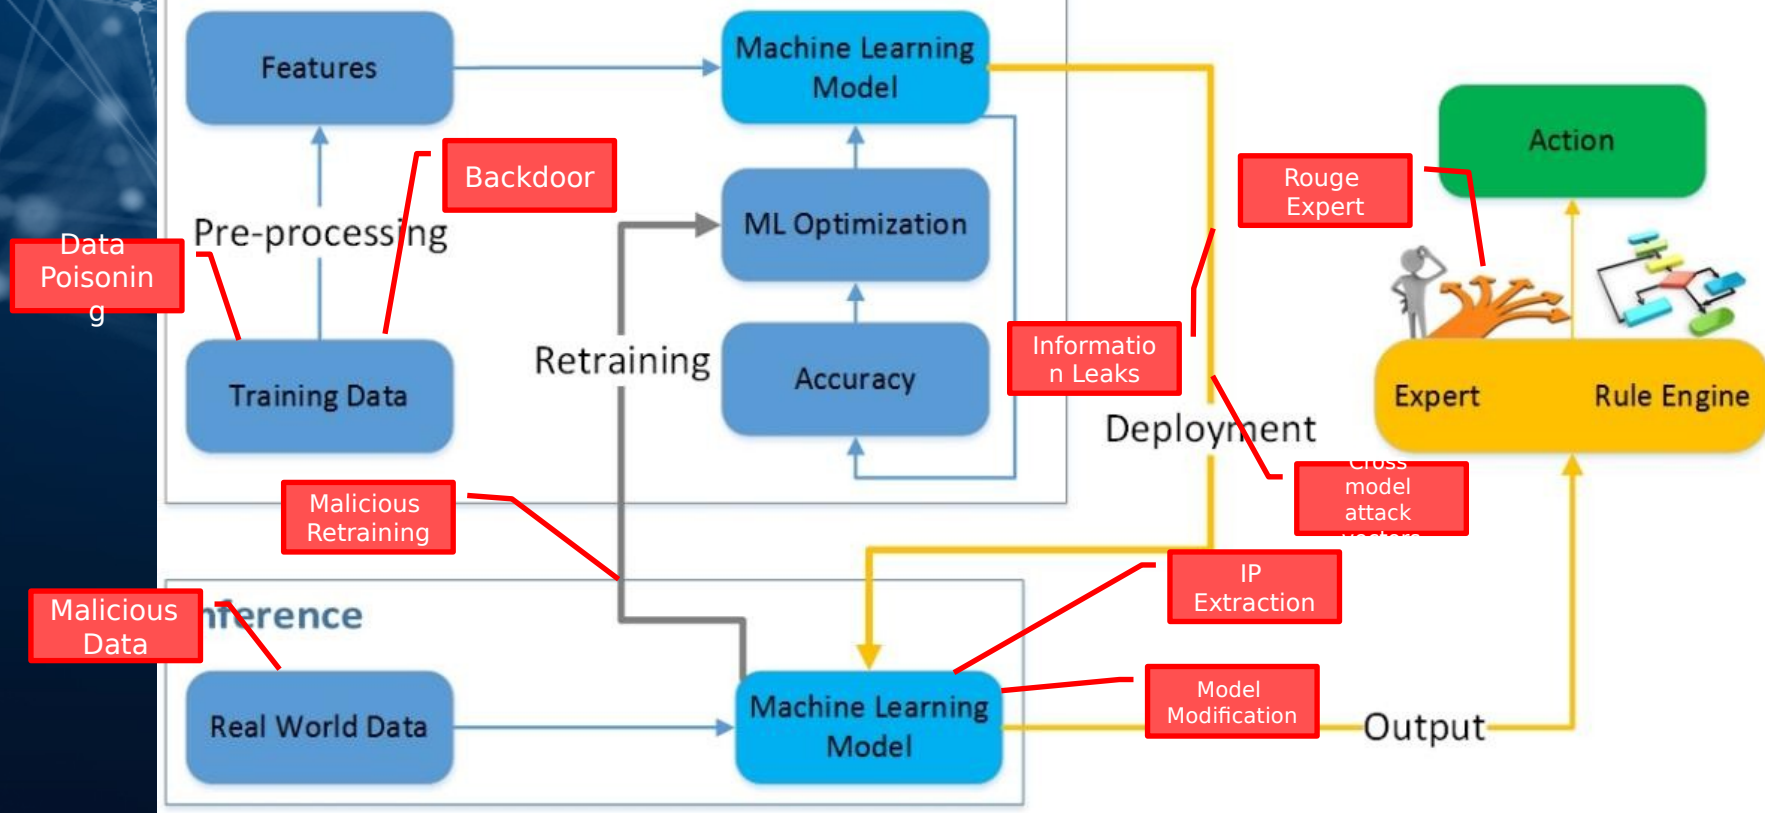 Features
Machine Learning
Model
Action
Backdoor
Rouge
Expert
Pre-processing
ML Optimization
Data
Poisonin
g
Retraining
Accuracy
Informatio
n Leaks
Training Data
Expert
Rule Engine
Deployment
Cross
model
attack
vectors
Malicious
Retraining
IP
Extraction
Malicious
Data
nference
Real World Data
Machine Learning
Model
Model
Modification
Output